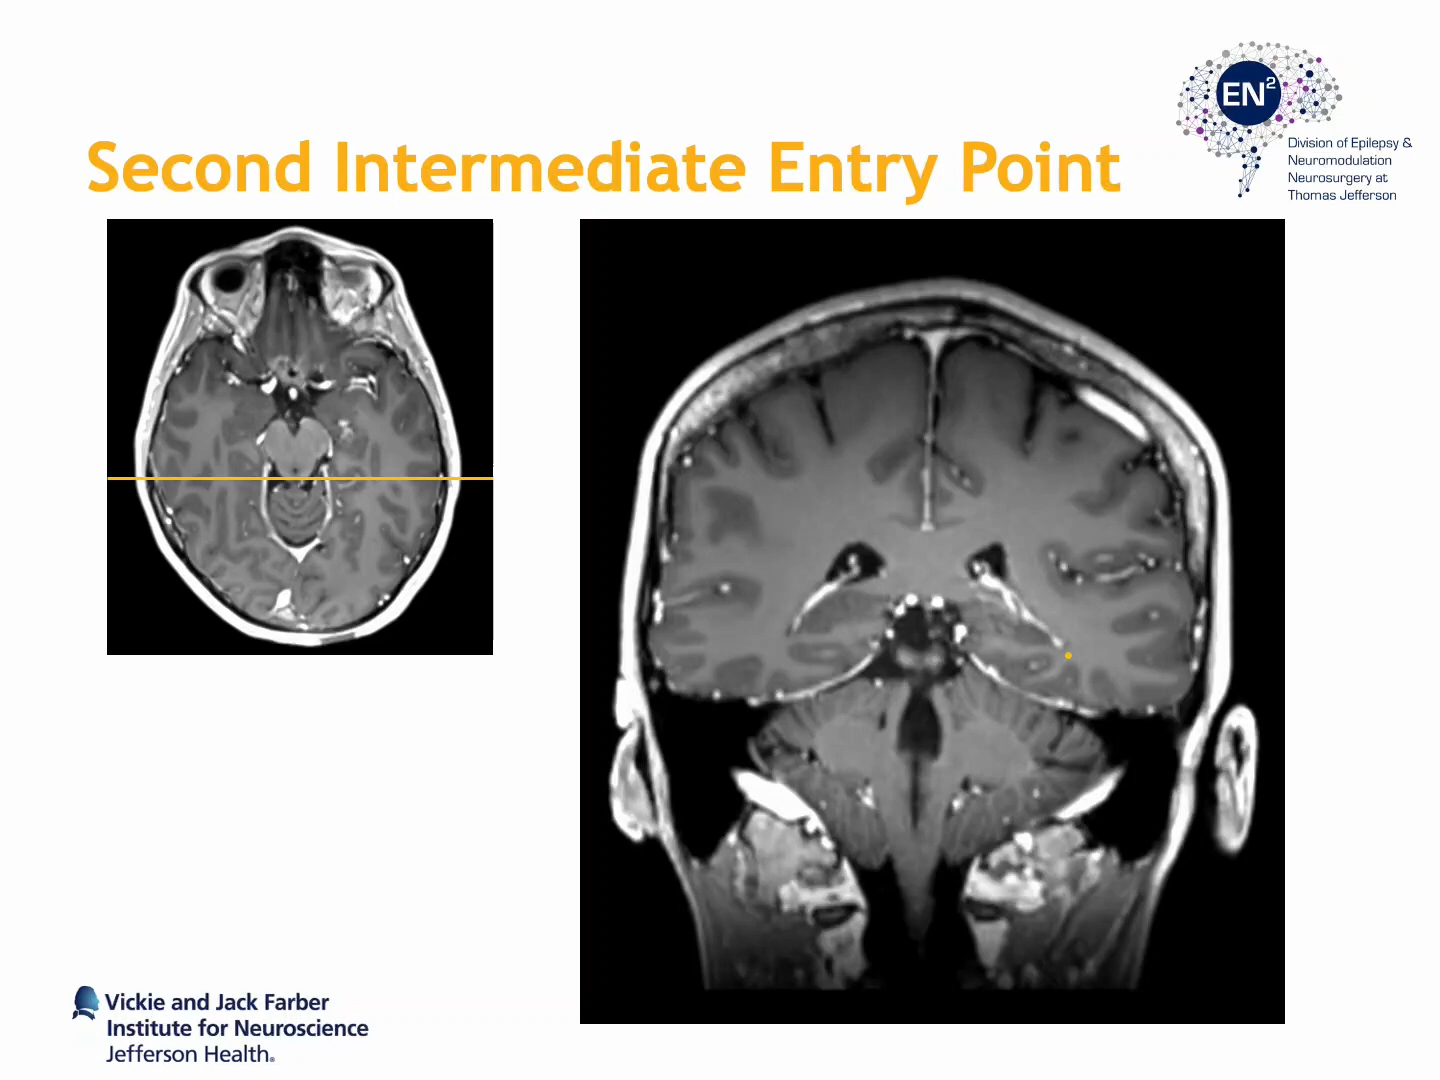 EN²
Division of Epilepsy &
Neuromodulation
Neurosurgery at
Thomas Jefferson
Second Intermediate Entry Point
Vickie and Jack Farber
Institute for Neuroscience
Jefferson Health.